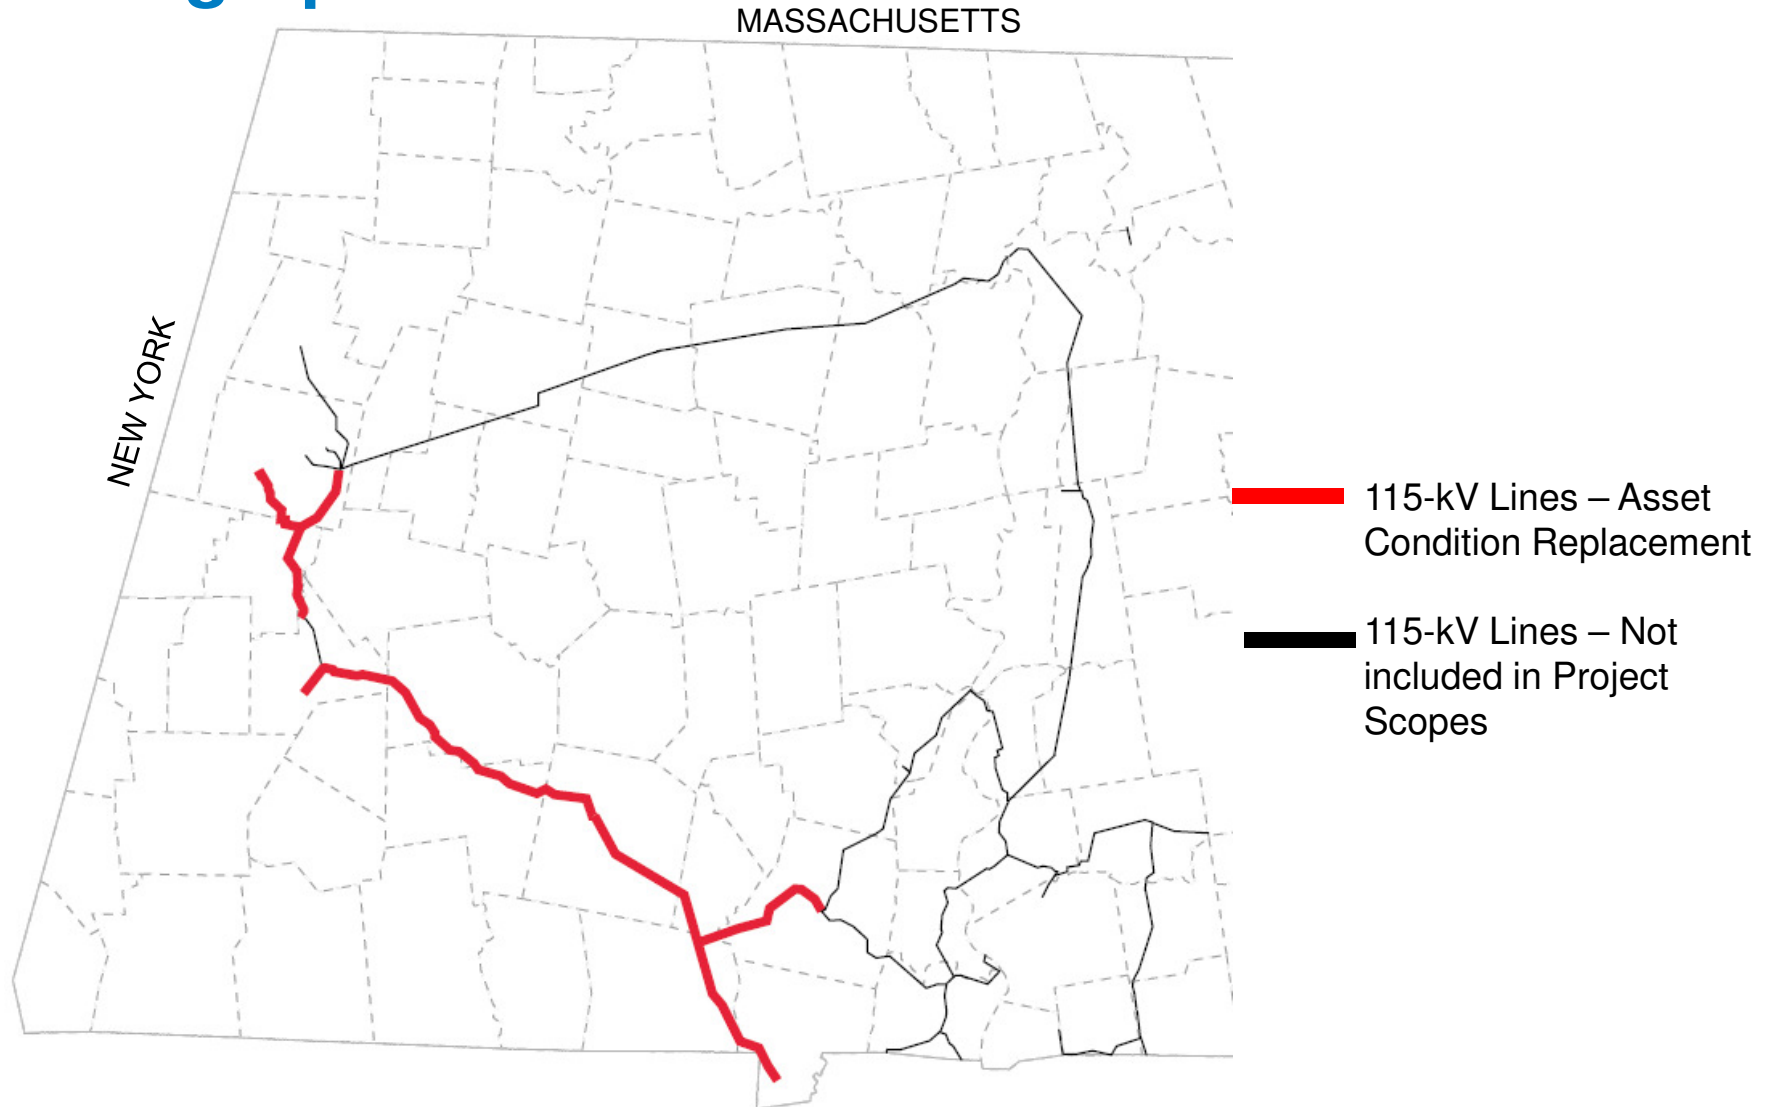 MASSACHUSETTS
NEW YORK
115-kV Lines – Asset
Condition Replacement
115-kV Lines – Not
included in Project
Scopes